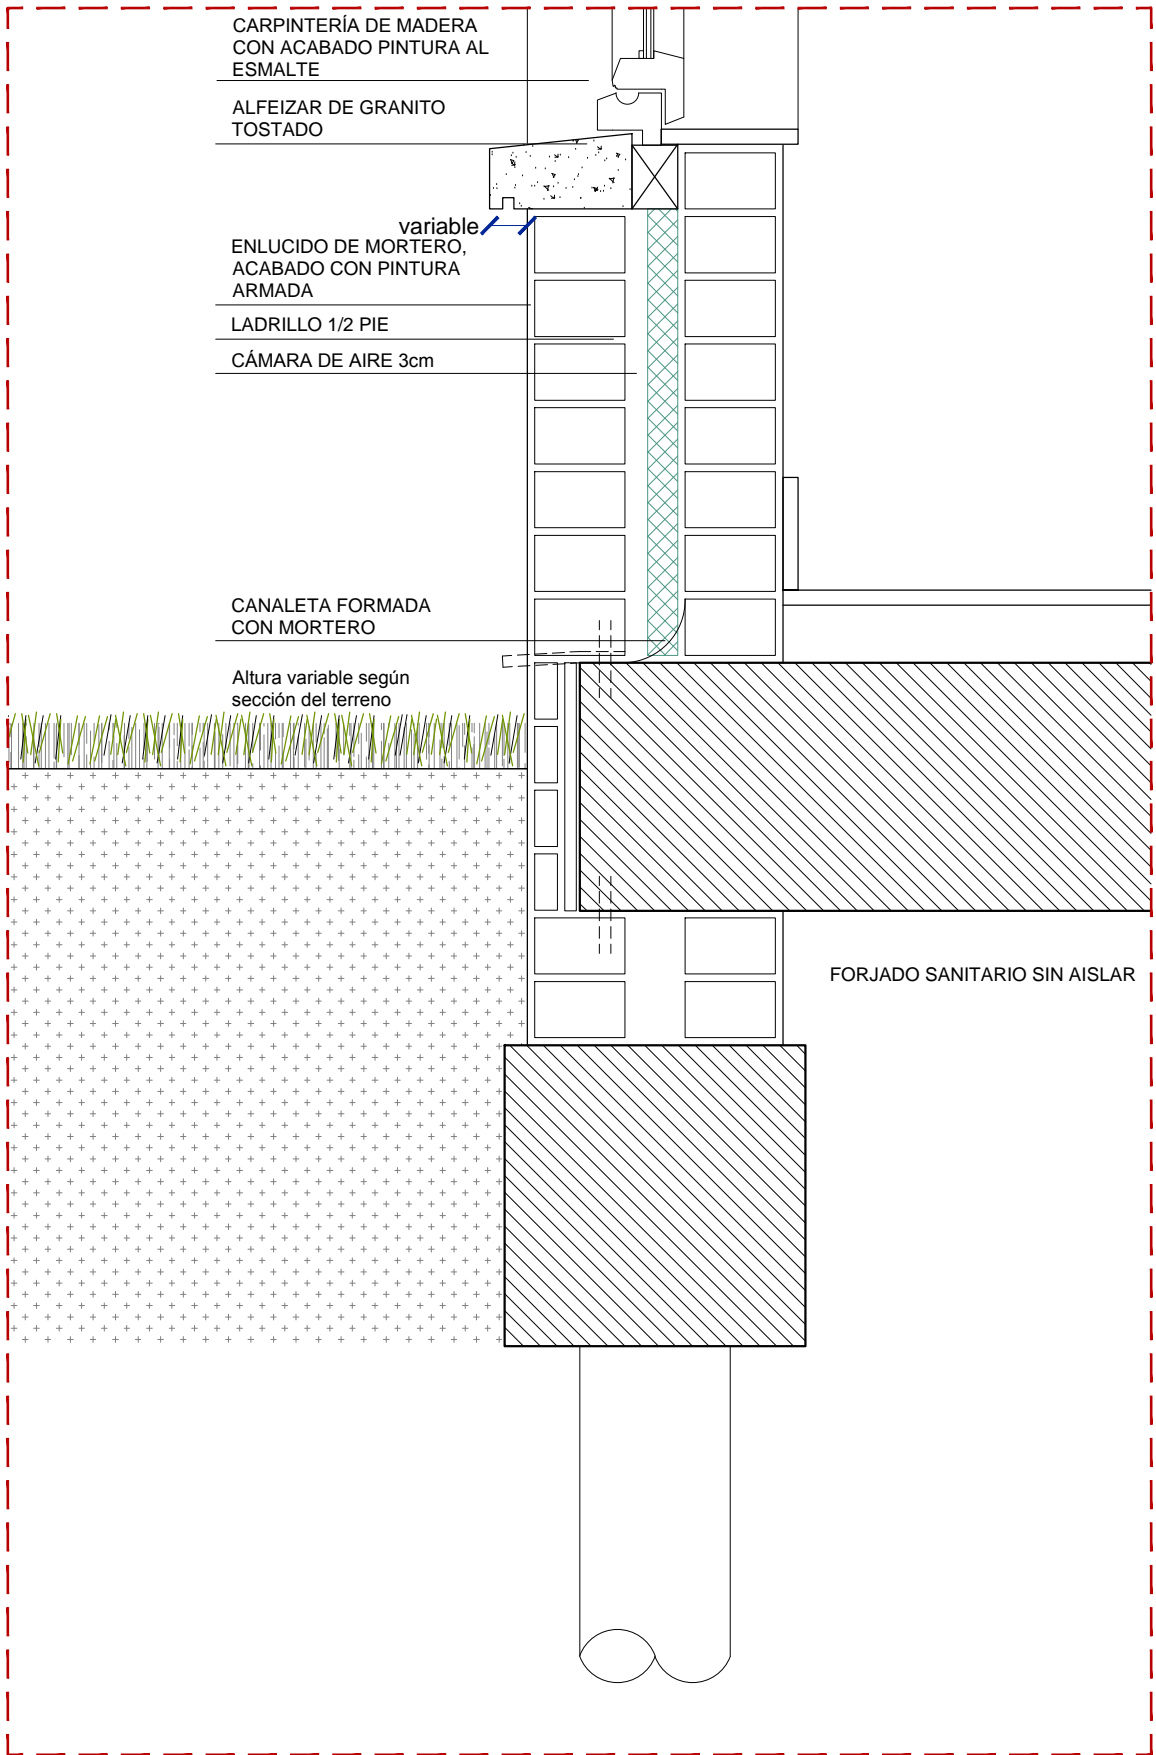 CARPINTERÍA DE MADERA
CON ACABADO PINTURA AL
ESMALTE
ALFEIZAR DE GRANITO
TOSTADO
variable
ENLUCIDO DE MORTERO,
ACABADO CON PINTURA
ARMADA
LADRILLO 1/2 PIE
CÁMARA DE AIRE 3cm
CANALETA FORMADA
CON MORTERO
Altura variable según
sección del terreno
FORJADO SANITARIO SIN AISLAR